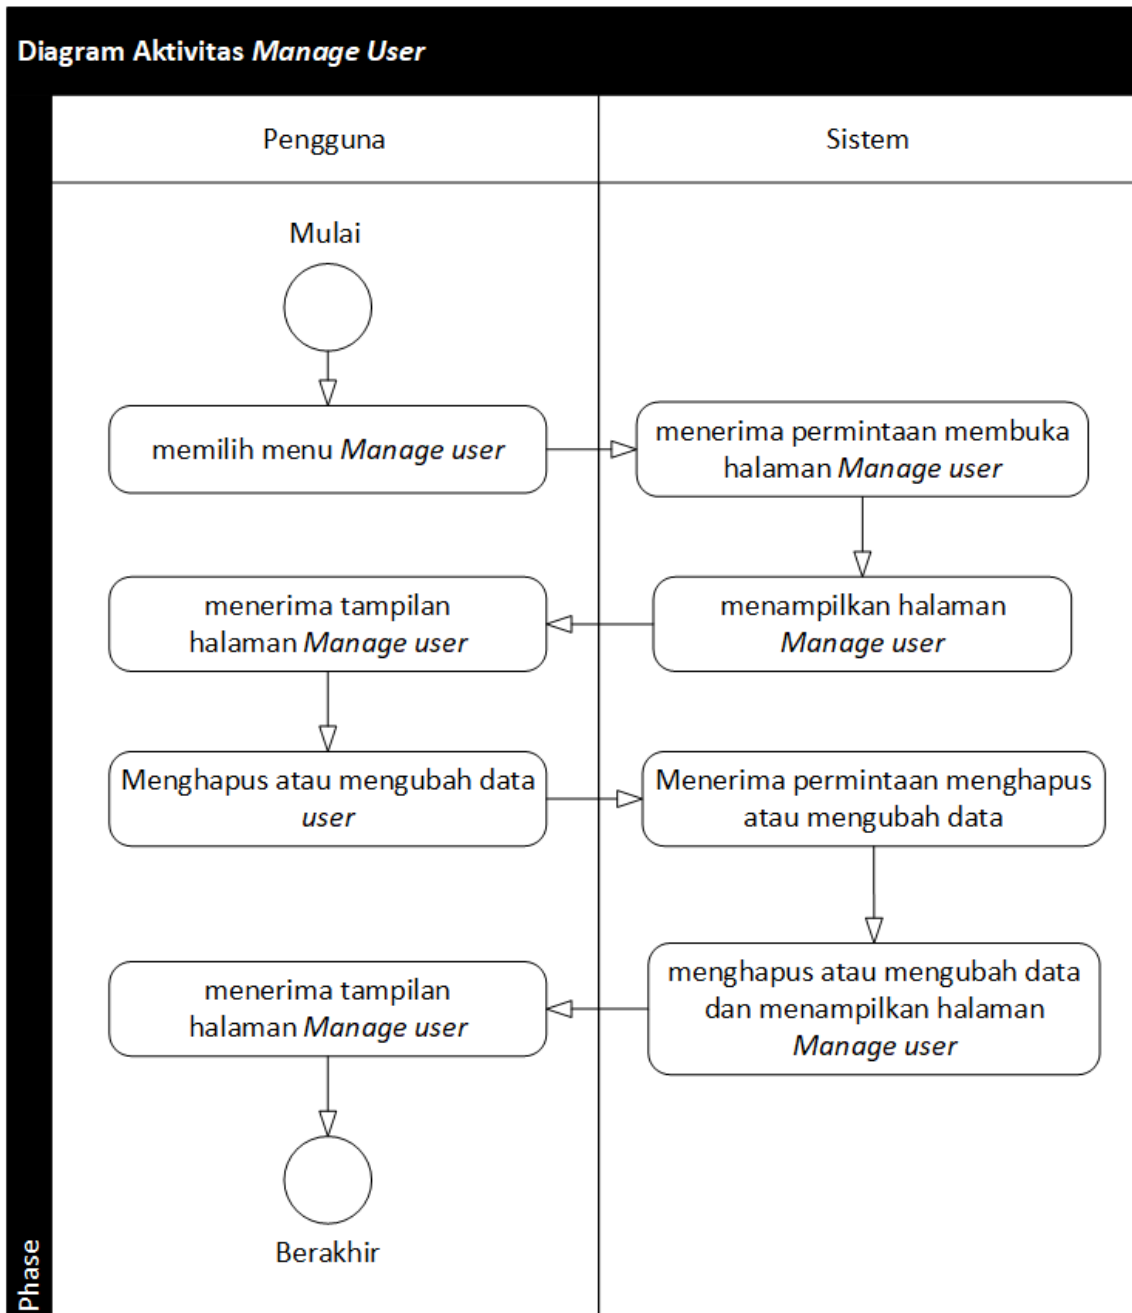 Diagram Aktivitas Manage User
Pengguna
Sistem
Mulai
memilih menu Manage user
menerima permintaan membuka
halaman Manage user
menampilkan halaman
Manage user
menerima tampilan
halaman Manage user
Menghapus atau mengubah data
user
Menerima permintaan menghapus
atau mengubah data
menghapus atau mengubah data
dan menampilkan halaman
Manage user
menerima tampilan
halaman Manage user
Berakhir
Phase